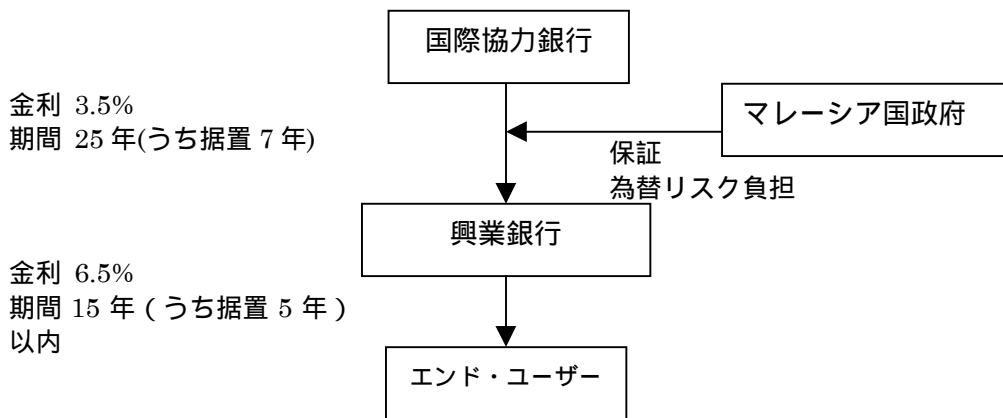 国際協力銀行
金利 3.5%
期間 25 年(うち据置 7 年)
マレーシア国政府
保証
為替リスク負担
興業銀行
金利 6.5%
期間 15 年（うち据置 5 年）
以内
エンド・ユーザー